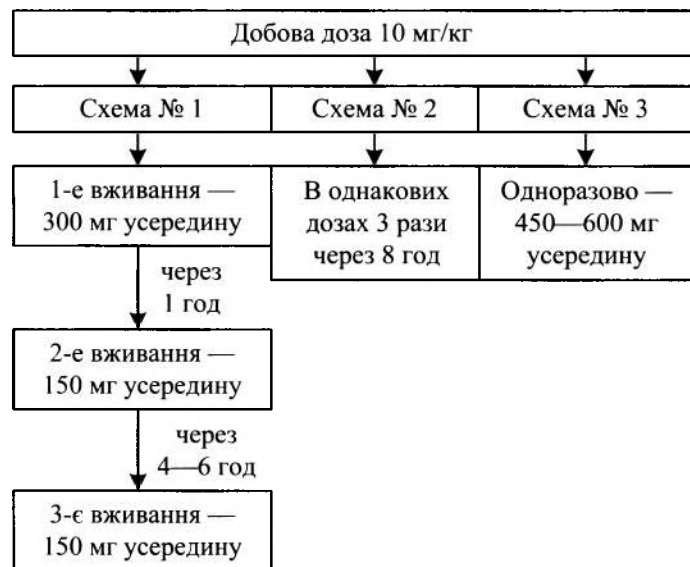 Добова доза 10 мг/кг
Схема № 1
Схема № 2
Схема № 3
1-е вживання —
300 мг усередину
В однакових
дозах 3 рази
через 8 год
Одноразово —
450—600 мг
усередину
через
1 год
2-е вживання —
150 мг усередину
через
4—6 год
3-є вживання —
150 мг усередину